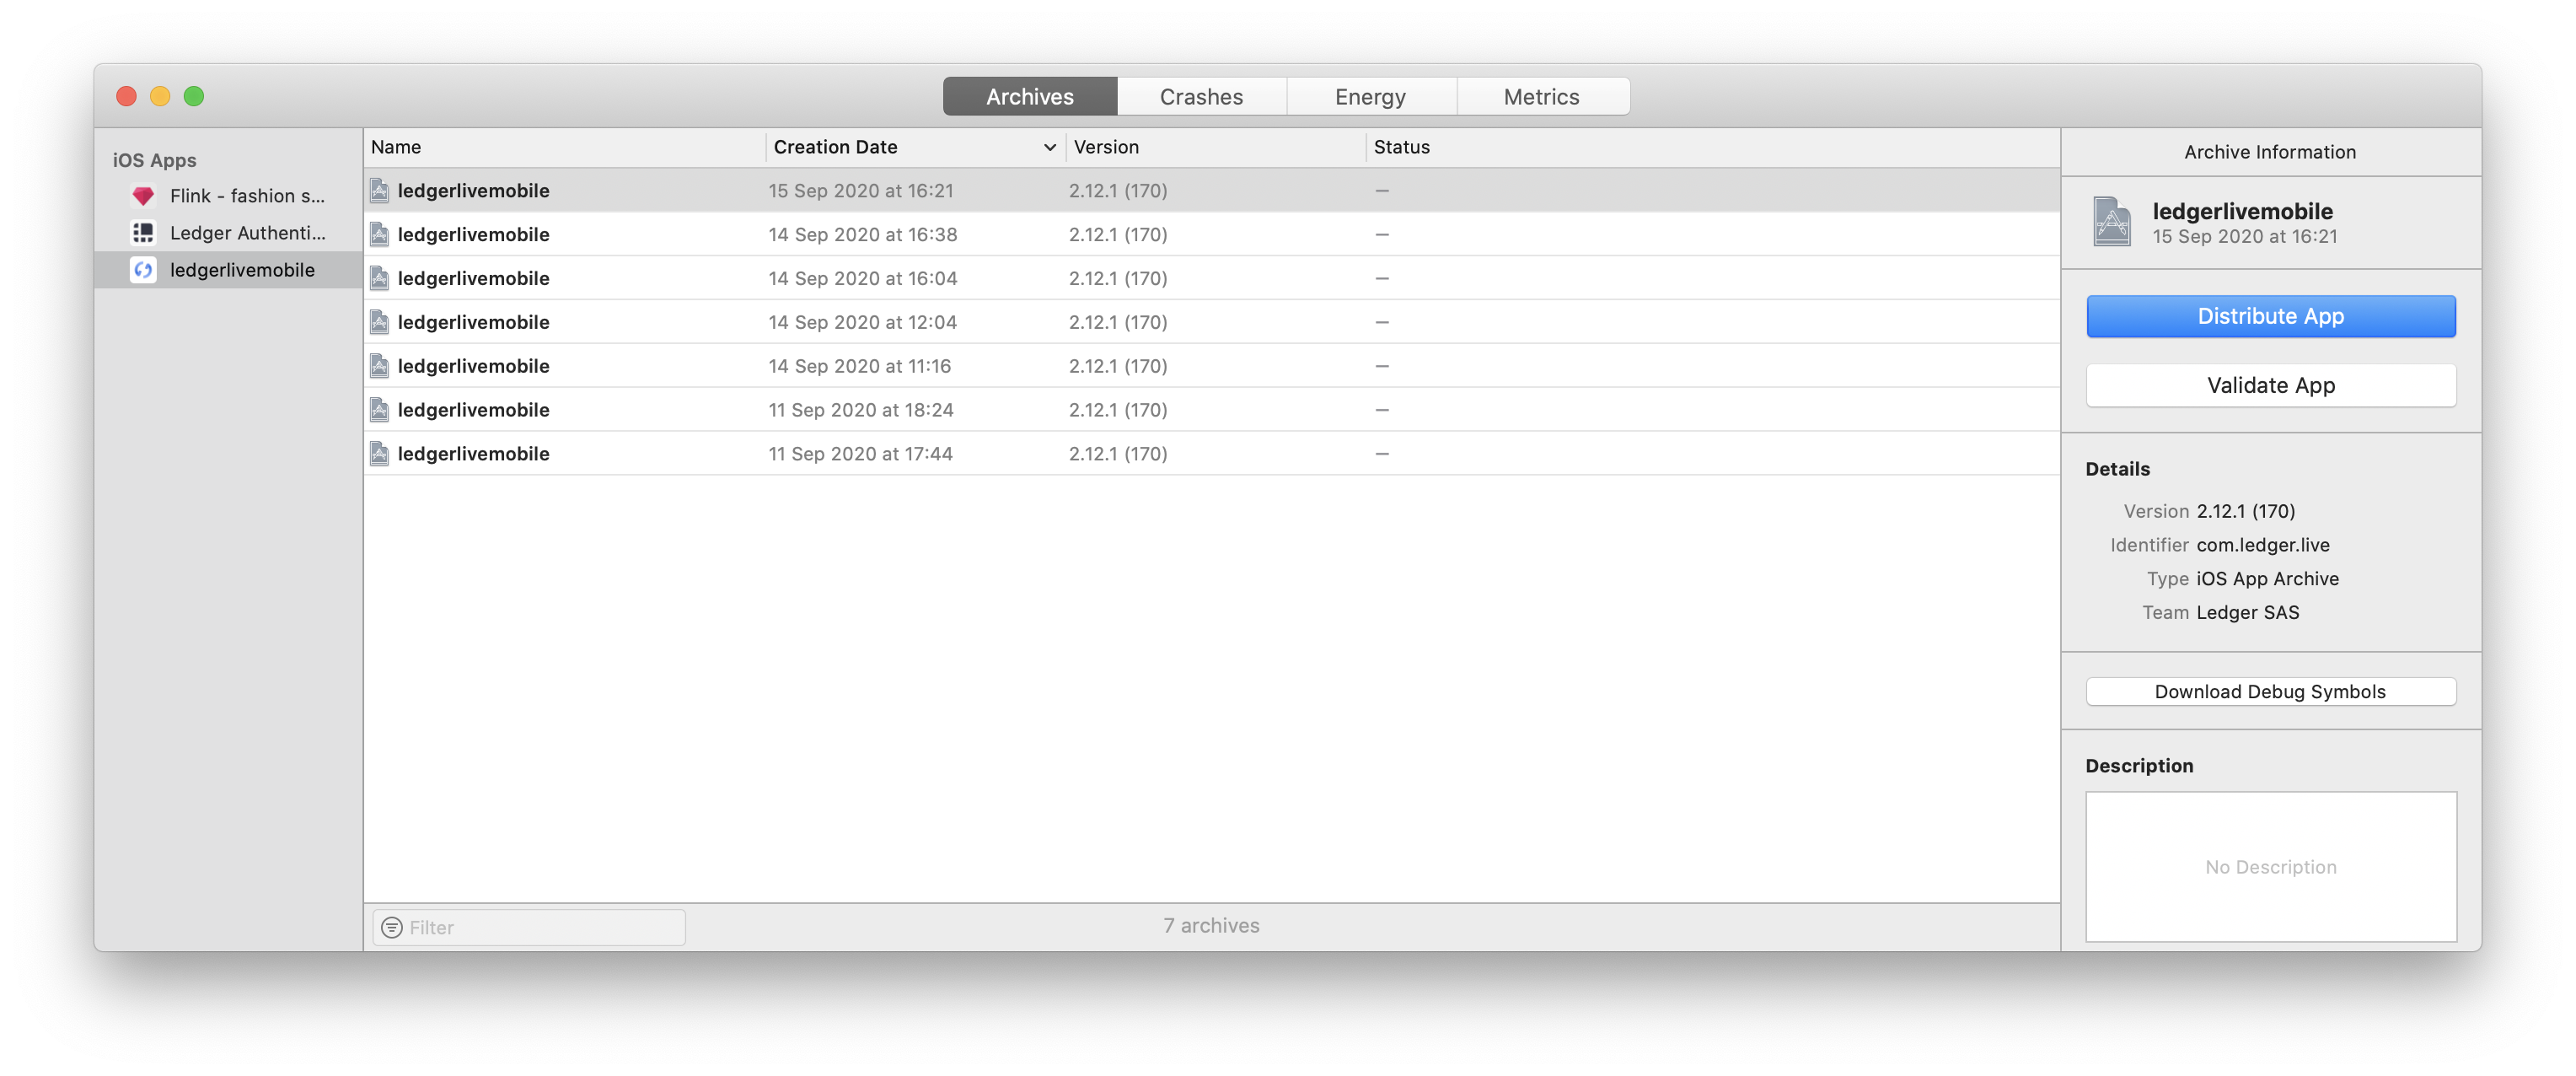 Archives Crashes Energy Metrics
iOS Apps
Flink - fashion s...
Ledger Authenti...
ledgerlivemobile
Name Creation Date Version Status
ledgerlivemobile 15 Sep 2020 at 16:21 2.12.1 (170) —
ledgerlivemobile 14 Sep 2020 at 16:38 2.12.1 (170) —
ledgerlivemobile 14 Sep 2020 at 16:04 2.12.1 (170) —
ledgerlivemobile 14 Sep 2020 at 12:04 2.12.1 (170) —
ledgerlivemobile 14 Sep 2020 at 11:16 2.12.1 (170) —
ledgerlivemobile 11 Sep 2020 at 18:24 2.12.1 (170) —
ledgerlivemobile 11 Sep 2020 at 17:44 2.12.1 (170) —
Filter
7 archives
Archive Information
ledgerlivemobile
15 Sep 2020 at 16:21
Distribute App
Validate App
Details
Version 2.12.1 (170)
Identifier com.ledger.live
Type iOS App Archive
Team Ledger SAS
Download Debug Symbols
Description
No Description